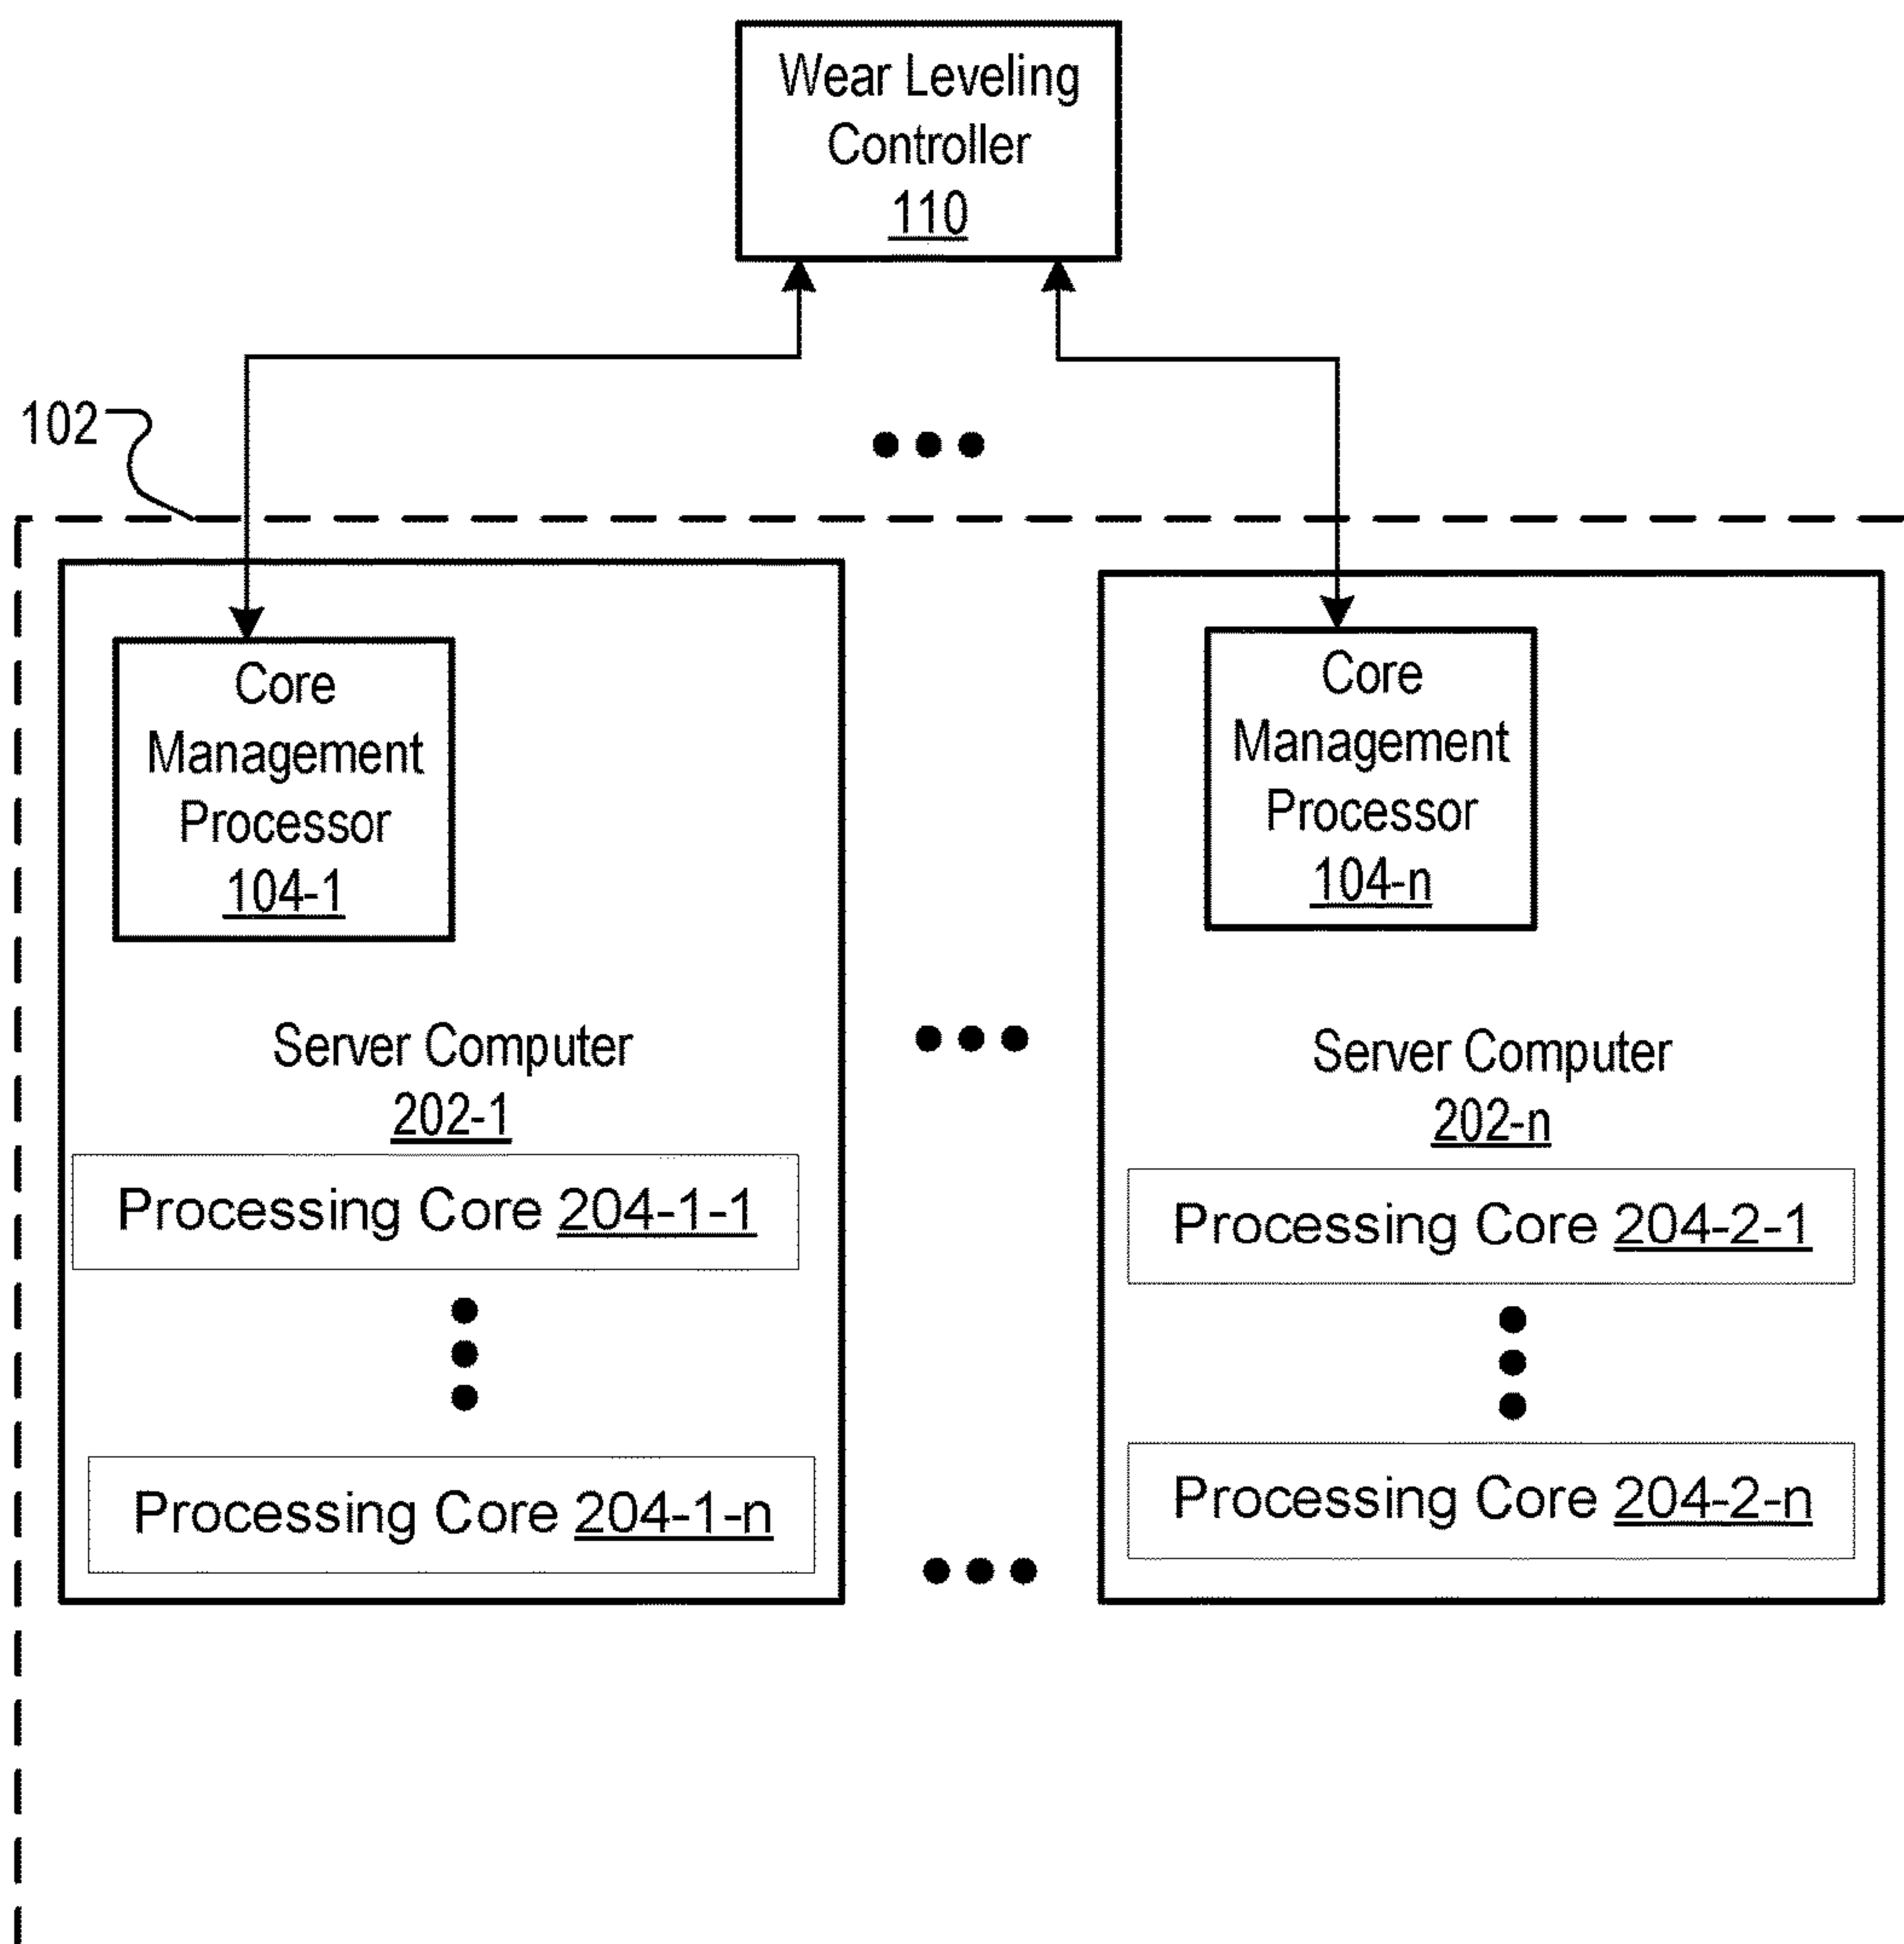 Wear Leveling
Controller
110
102
Core
Management
Processor
104-1
Server Computer
202-1
Processing Core 204-1-1
Processing Core 204-1-n
Core
Management
Processor
104-n
Server Computer
202-n
Processing Core 204-2-1
Processing Core 204-2-n